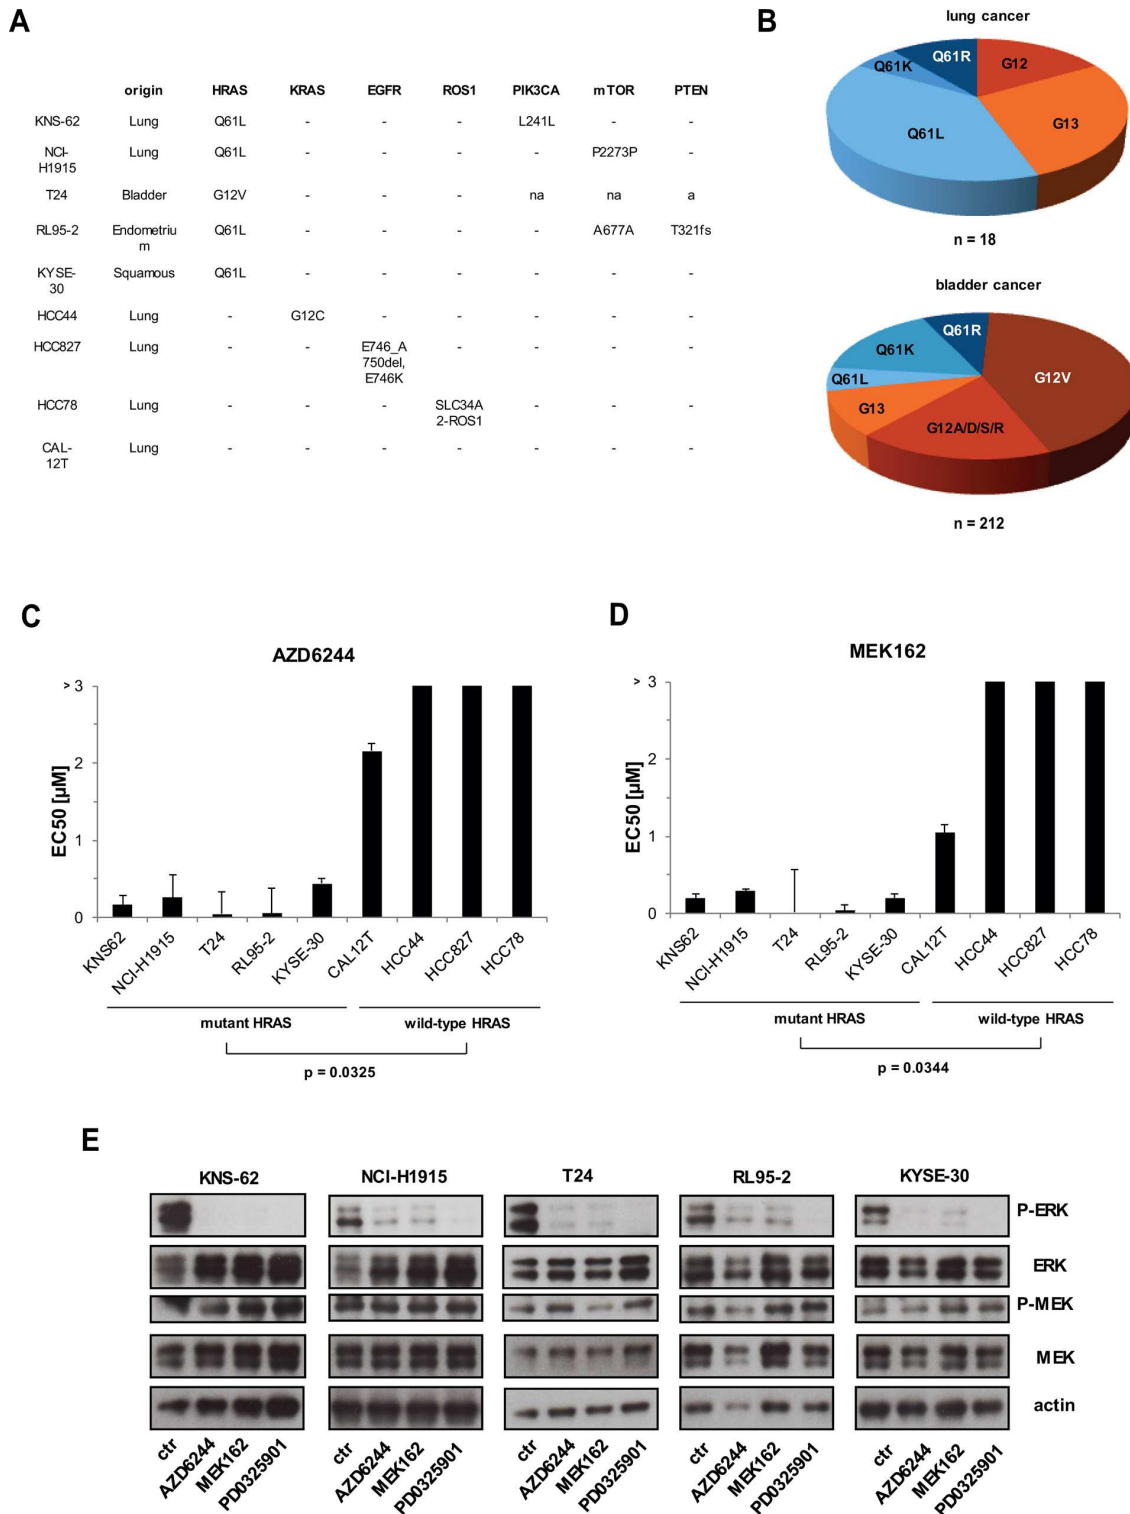 A
origin HRAS KRAS EGFR ROS1 PIK3CA mTOR PTEN
KNS-62 Lung Q61L - - - L241L - -
NCI-
H1915 Lung Q61L - - - - P2273P -
T24 Bladder G12V - - - na na a
RL95-2 Endometriu
m Q61L - - - - A677A T321fs
KYSE-
30 Squamous Q61L - - - - - -
HCC44 Lung - G12C - - - - -
HCC827 Lung - - E746_A
750del,
E746K - - - -
HCC78 Lung - - - SLC34A
2-ROS1 - - -
CAL-
12T Lung - - - - - - -
B
lung cancer
Q61R
G12
Q61K
G13
Q61L
n = 18
bladder cancer
Q61R
Q61K
G12V
Q61L
G13
G12A/D/S/R
n = 212
C
AZD6244
EC50 [µM]
> 3
2
1
0
KNS62
NCI-H1915
T24
RL95-2
KYSE-30
CAL12T
HCC44
HCC827
HCC78
mutant HRAS
wild-type HRAS
p = 0.0325
D
MEK162
EC50 [µM]
> 3
2
1
0
KNS62
NCI-H1915
T24
RL95-2
KYSE-30
CAL12T
HCC44
HCC827
HCC78
mutant HRAS
wild-type HRAS
p = 0.0344
E
KNS-62 NCI-H1915 T24 RL95-2 KYSE-30
P-ERK
ERK
P-MEK
MEK
actin
ctr AZD6244 MEK162 PD0325901
ctr AZD6244 MEK162 PD0325901
ctr AZD6244 MEK162 PD0325901
ctr AZD6244 MEK162 PD0325901
ctr AZD6244 MEK162 PD0325901